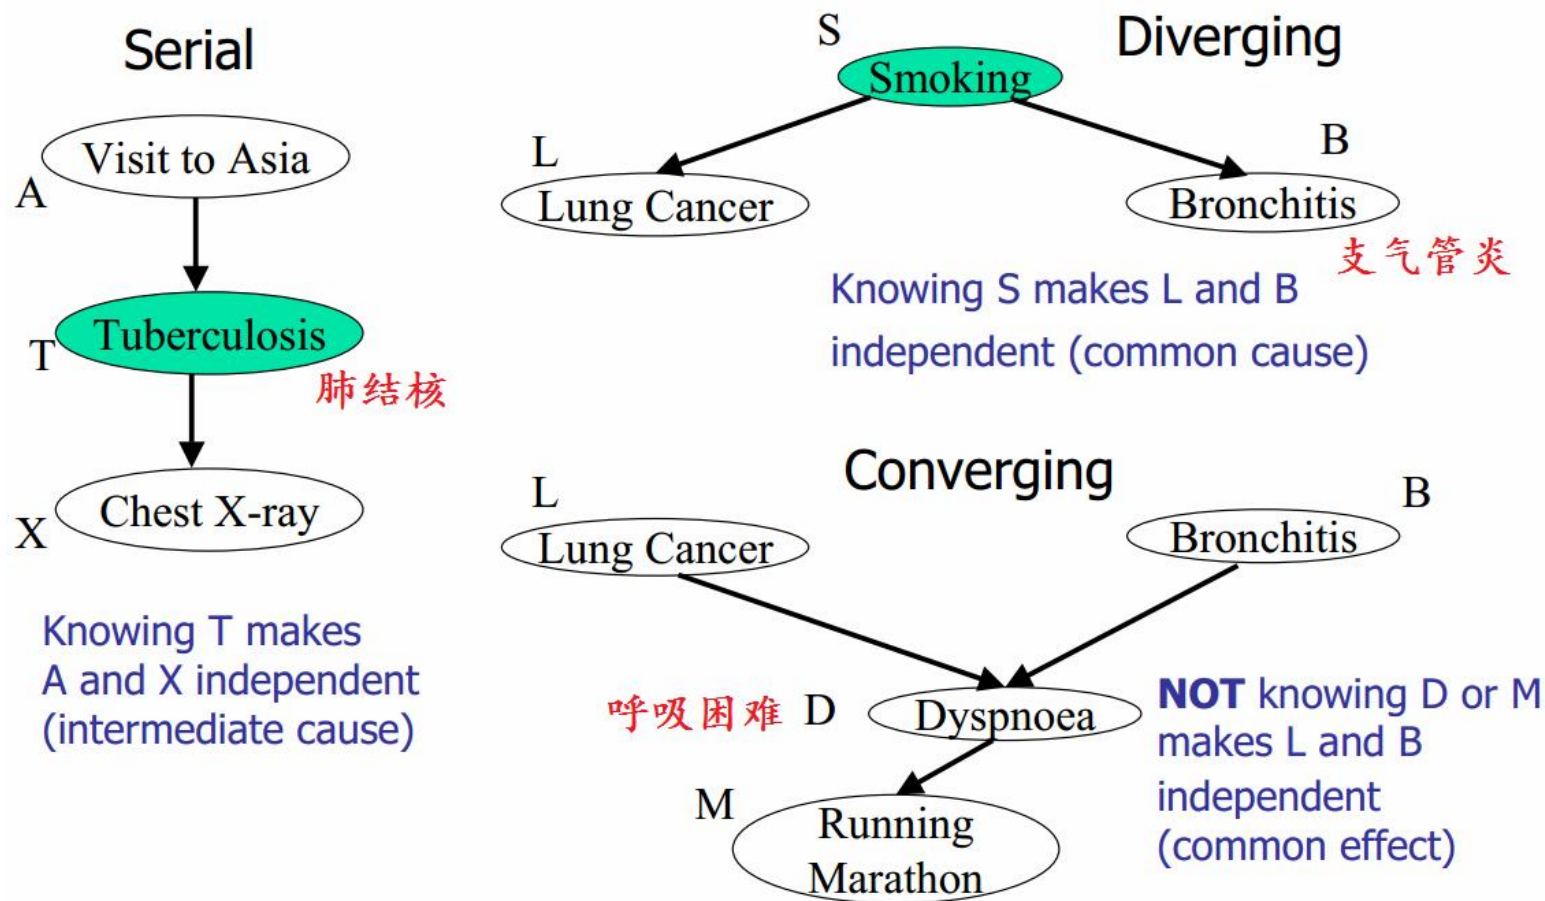 Serial
A
Visit to Asia
T
Tuberculosis
肺结核
X
Chest X-ray
Knowing T makes
A and X independent
(intermediate cause)
Diverging
S
Smoking
L
Lung Cancer
B
Bronchitis
支气管炎
Knowing S makes L and B
independent (common cause)
Converging
L
Lung Cancer
B
Bronchitis
呼吸困难 D
Dyspnoea
M
Running
Marathon
NOT knowing D or M
makes L and B
independent
(common effect)